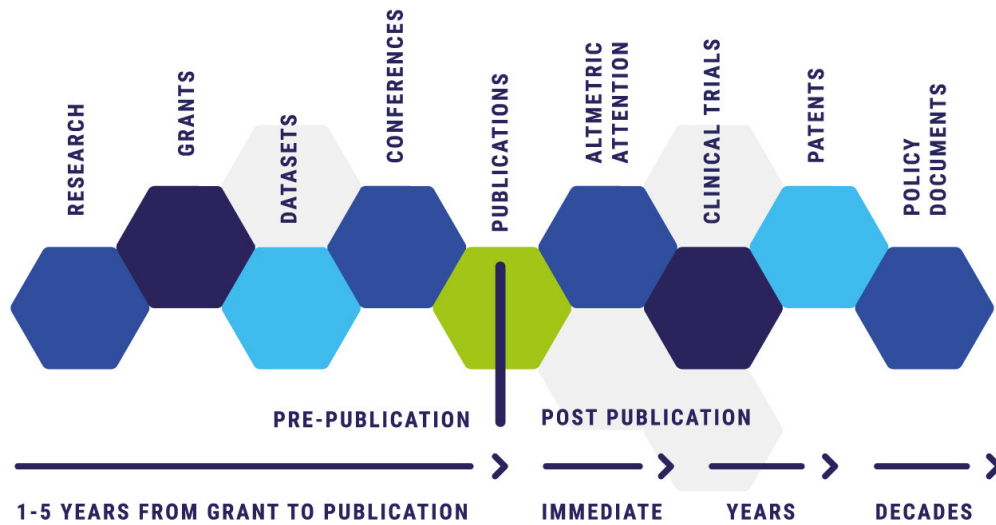 RESEARCH
GRANTS
DATASETS
CONFERENCES
PUBLICATIONS
ALTMETRIC
ATTENTION
CLINICAL TRIALS
PATENTS
POLICY
DOCUMENTS
PRE-PUBLICATION
POST PUBLICATION
1-5 YEARS FROM GRANT TO PUBLICATION
IMMEDIATE
YEARS
DECADES